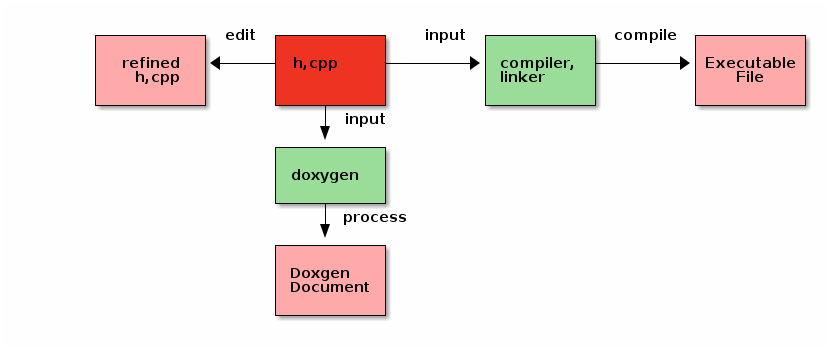 edit
input
compile
refined
h,cpp
h,cpp
compiler,
linker
Executable
File
input
doxygen
process
Doxgen
Document